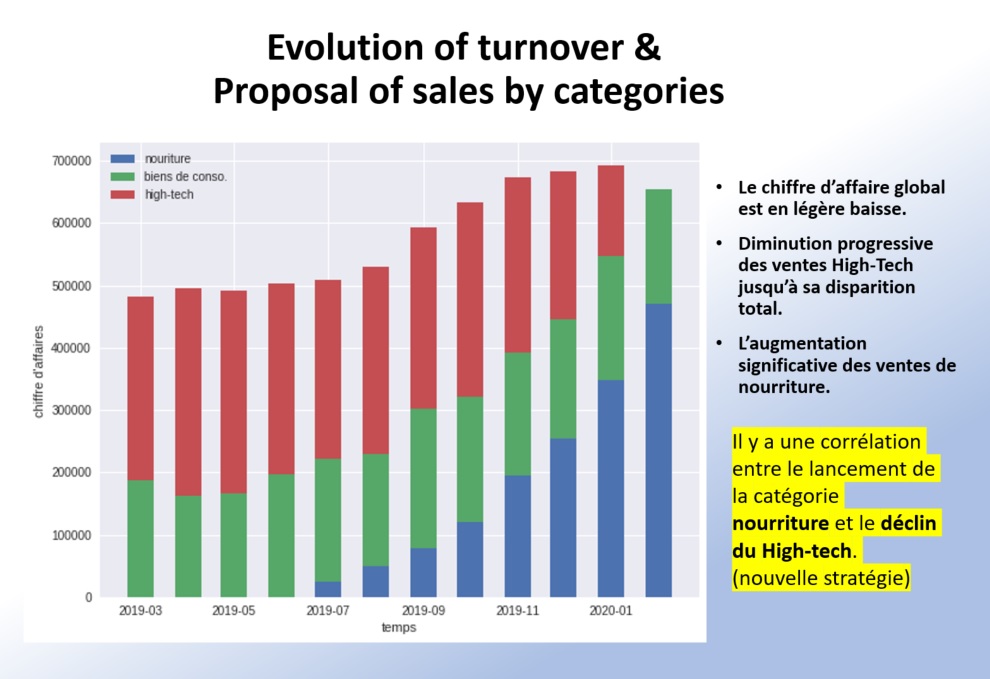 Evolution of turnover &
Proposal of sales by categories
nouriture
biens de conso.
high-tech
700000
600000
500000
400000
300000
200000
100000
0
chiffre d'affaires
2019-03
2019-05
2019-07
2019-09
2019-11
2020-01
temps
• Le chiffre d’affaire global
est en légère baisse.
• Diminution progressive
des ventes High-Tech
jusqu’à sa disparition
total.
• L’augmentation
significative des ventes de
nourriture.
Il y a une corrélation
entre le lancement de
la catégorie
nourriture et le déclin
du High-tech.
(nouvelle stratégie)